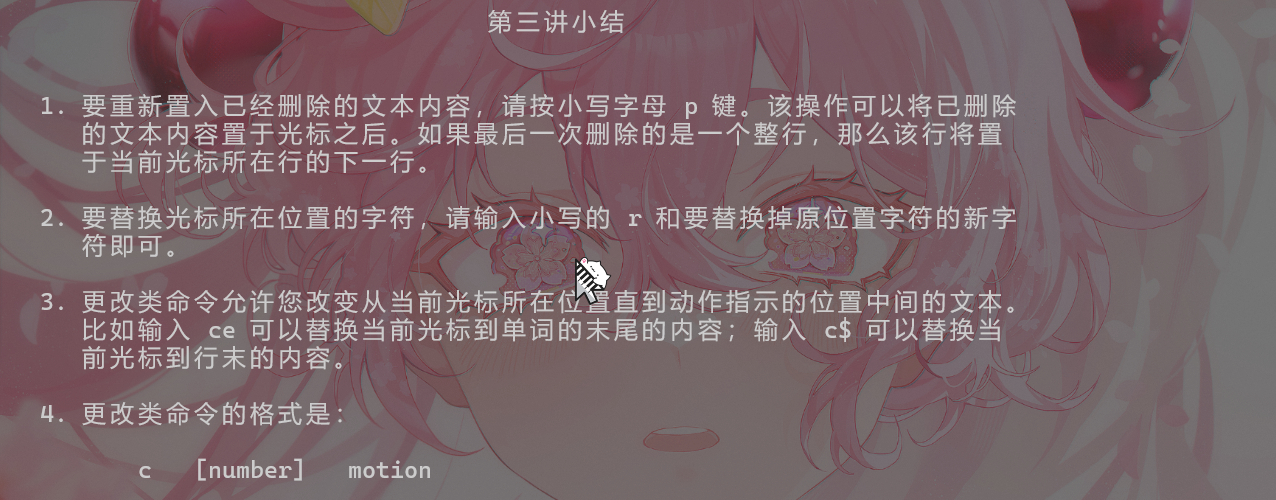 第三讲小结
1. 要重新置入已经删除的文本内容，请按小写字母 p 键。该操作可以将已删除
的文本内容置于光标之后。如果最后一次删除的是一个整行，那么该行将置
于当前光标所在行的下一行。
2. 要替换光标所在位置的字符，请输入小写的 r 和要替换掉原位置字符的新字
符即可。
3. 更改类命令允许您改变从当前光标所在位置直到动作指示的位置中间的文本。
比如输入 ce 可以替换当前光标到单词的末尾的内容；输入 c$ 可以替换当
前光标到行末的内容。
4. 更改类命令的格式是：
c [number] motion